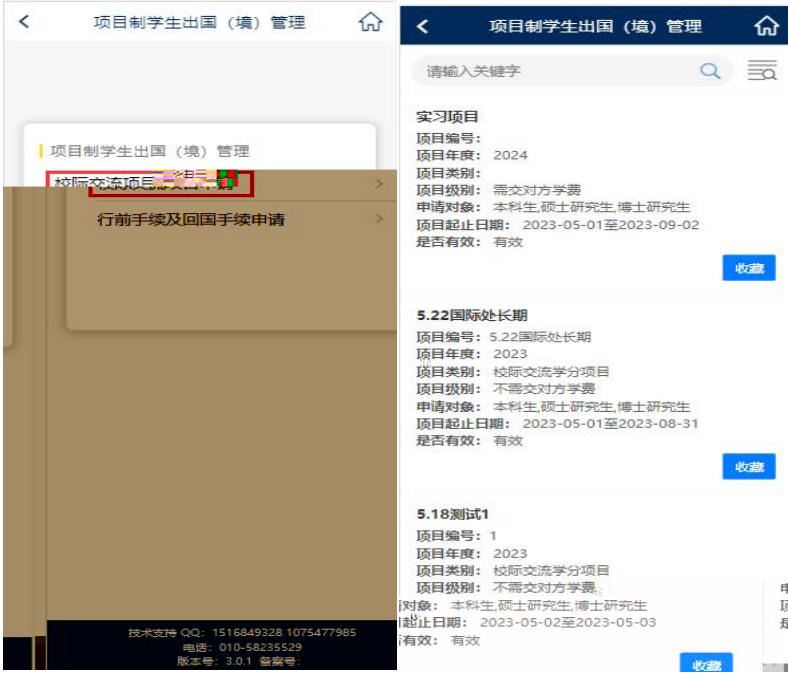 项目制学生出国（境）管理
项目制学生出国（境）管理
校际交流项目
行前手续及回国手续申请
技术支持 QQ：1516849328 1075477985
电话：010-58235529
版本号：3.0.1 备案号：
项目制学生出国（境）管理
请输入关键字
实习项目
项目编号：
项目年度： 2024
项目类别：
项目级别： 需交对方学费
申请对象： 本科生,硕士研究生,博士研究生
项目起止日期： 2023-05-01至2023-09-02
是否有效： 有效
收藏
5.22国际处长期
项目编号：5.22国际处长期
项目年度： 2023
项目类别： 校际交流学分项目
项目级别： 不需交对方学费
申请对象： 本科生,硕士研究生,博士研究生
项目起止日期： 2023-05-01至2023-08-31
是否有效： 有效
收藏
5.18测试1
项目编号：1
项目年度： 2023
项目类别： 校际交流学分项目
项目级别： 不需交对方学费
对象： 本科生,硕士研究生,博士研究生
起止日期： 2023-05-02至2023-05-03
有效： 有效
收藏